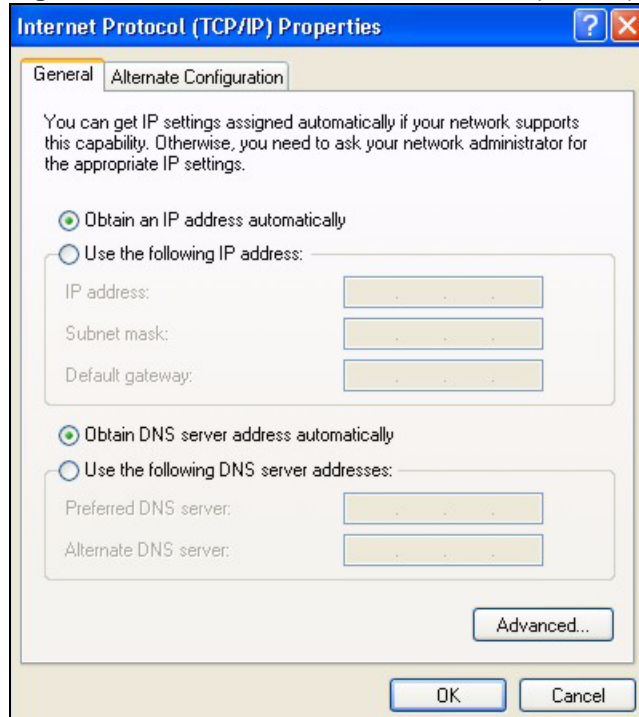 Internet Protocol (TCP/IP) Properties
General Alternate Configuration
You can get IP settings assigned automatically if your network supports
this capability. Otherwise, you need to ask your network administrator for
the appropriate IP settings.
Obtain an IP address automatically
Use the following IP address:
IP address:
Subnet mask:
Default gateway:
Obtain DNS server address automatically
Use the following DNS server addresses:
Preferred DNS server:
Alternate DNS server:
Advanced...
OK Cancel